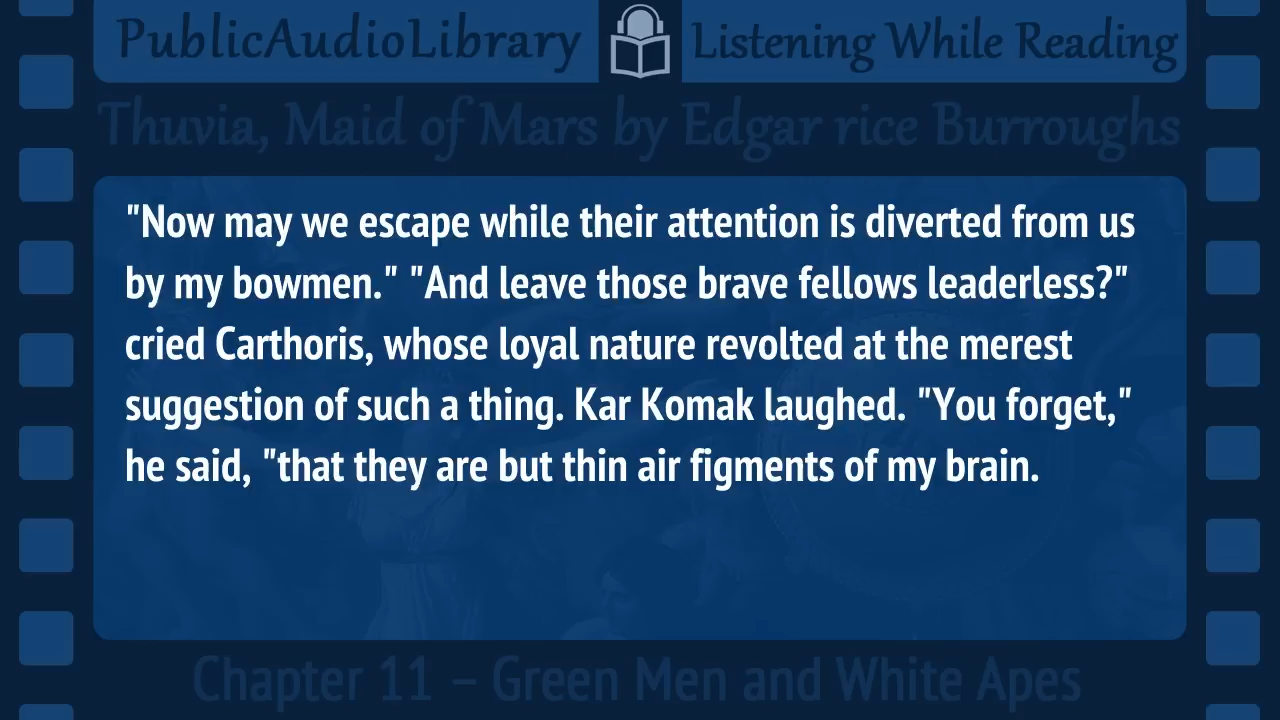 PublicAudioLibrary Listening While Reading
Thuvia, Maid of Mars by Edgar rice Burroughs
"Now may we escape while their attention is diverted from us
by my bowmen." "And leave those brave fellows leaderless?"
cried Carthoris, whose loyal nature revolted at the merest
suggestion of such a thing. Kar Komak laughed. "You forget,"
he said, "that they are but thin air figments of my brain.
Chapter 11 – Green Men and White Apes